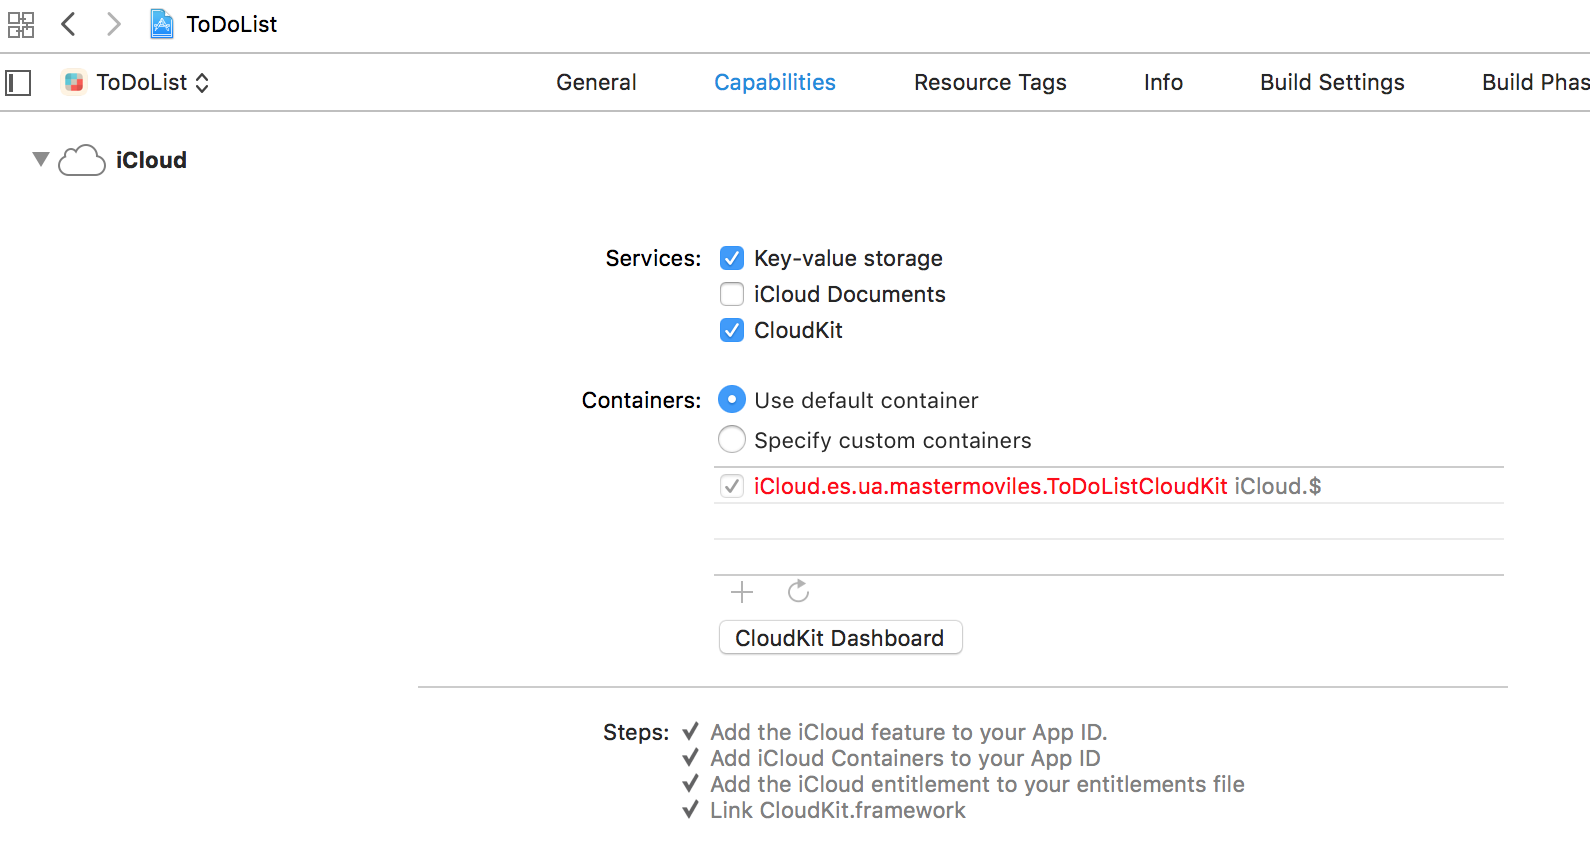 ToDoList
ToDoList General Capabilities Resource Tags Info Build Settings Build Phas
iCloud
Services: Key-value storage
iCloud Documents
CloudKit
Containers: Use default container
Specify custom containers
iCloud.es.ua.mastermoviles.ToDoListCloudKit iCloud.$
CloudKit Dashboard
Steps: ✓ Add the iCloud feature to your App ID.
✓ Add iCloud Containers to your App ID
✓ Add the iCloud entitlement to your entitlements file
✓ Link CloudKit.framework